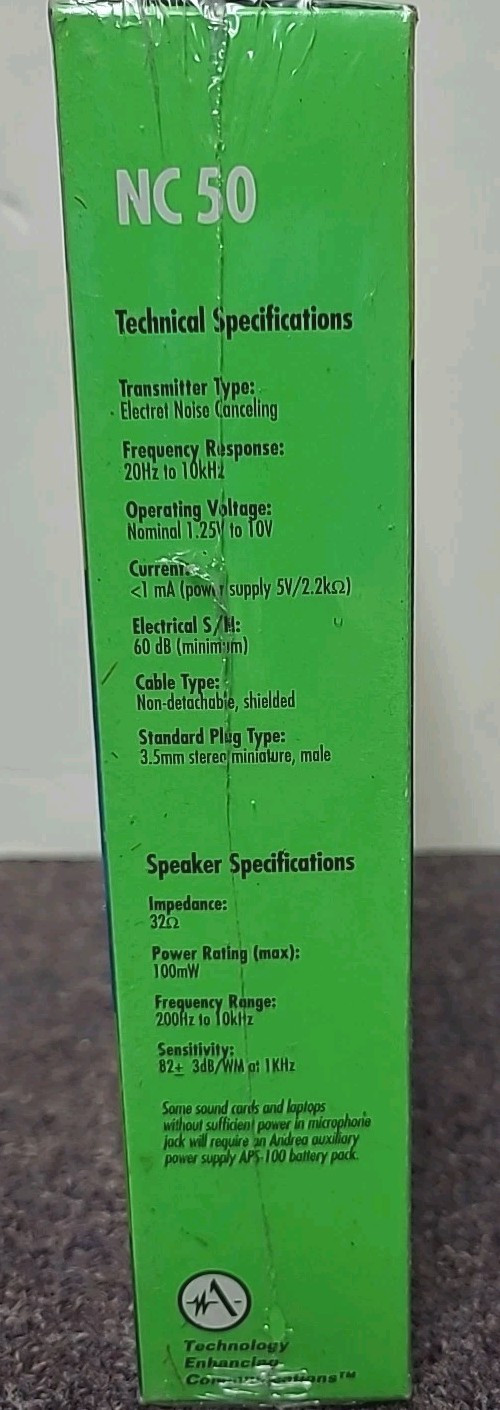 NC 50
Technical Specifications
Transmitter Type:
Electret Noise Canceling
Frequency Response:
20Hz to 10kHz
Operating Voltage:
Nominal 1.25V to 10V
Current:
<1 mA (power supply 5V/2.2kΩ)
Electrical S/N:
60 dB (minimum)
Cable Type:
Non-detachable, shielded
Standard Plug Type:
3.5mm stereo miniature, male
Speaker Specifications
Impedance:
32Ω
Power Rating (max):
100mW
Frequency Range:
200Hz to 10kHz
Sensitivity:
82± 3dB/WM at 1KHz
Some sound cards and laptops
without sufficient power in microphone
jack will require an Andrea auxiliary
power supply APS-100 battery pack.
Technology
Enhancing
Communications™